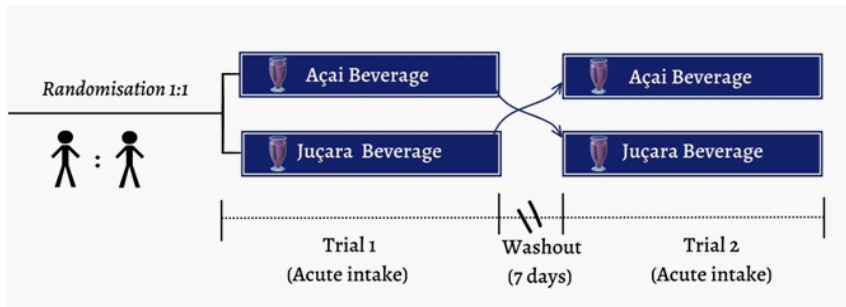 Randomisation 1:1
:
Açai Beverage
Juçara Beverage
Açai Beverage
Juçara Beverage
Trial 1
(Acute intake)
Washout
(7 days)
Trial 2
(Acute intake)